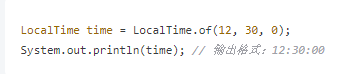 LocalTime time = LocalTime.of(12, 30, 0);
System.out.println(time); // 输出格式：12:30:00